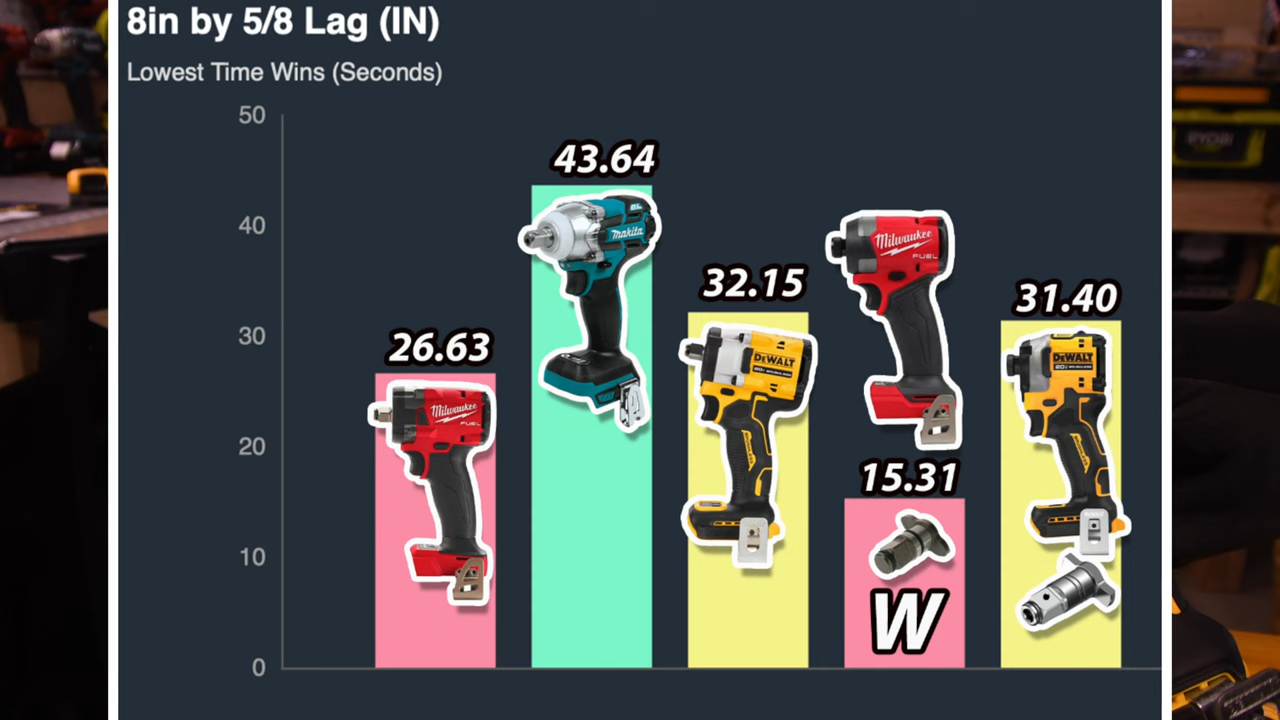 8in by 5/8 Lag (IN)
Lowest Time Wins (Seconds)
50
40
30
20
10
0
26.63
43.64
32.15
15.31
31.40
Milwaukee
FUEL
makita
DEWALT
Milwaukee
FUEL
DEWALT
W
RYOBI